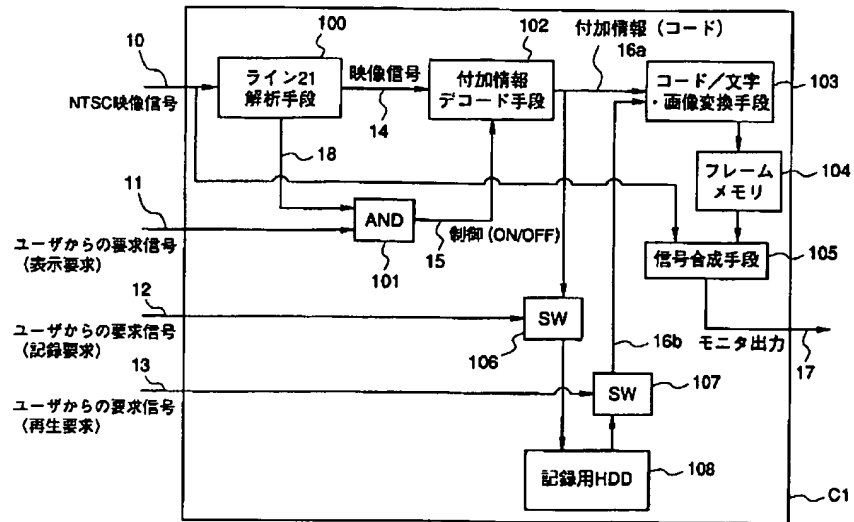 100
102
付加情報（コード）
16a
10
ライン21
解析手段
映像信号
付加情報
デコード手段
コード／文字
・画像変換手段
103
NTSC映像信号
14
18
フレーム
メモリ
104
11
AND
ユーザからの要求信号
（表示要求）
制御(ON/OFF)
15
101
信号合成手段
105
12
SW
ユーザからの要求信号
（記録要求）
106
16b
モニタ出力
17
13
SW
107
ユーザからの要求信号
（再生要求）
記録用HDD
108
C1